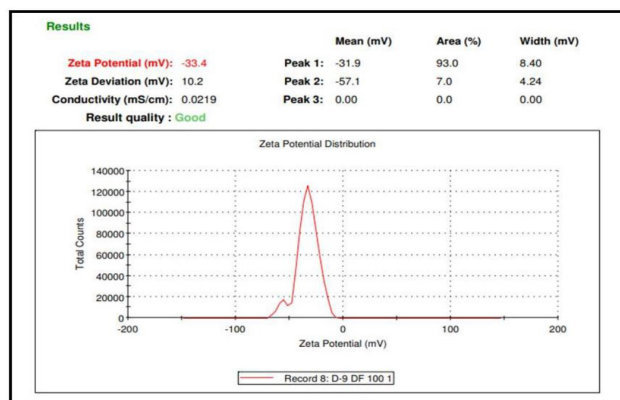 Results
Mean (mV) Area (%) Width (mV)
Zeta Potential (mV): -33.4 Peak 1: -31.9 93.0 8.40
Zeta Deviation (mV): 10.2 Peak 2: -57.1 7.0 4.24
Conductivity (mS/cm): 0.0219 Peak 3: 0.00 0.0 0.00
Result quality : Good
Zeta Potential Distribution
140000
120000
100000
80000
60000
40000
20000
0
Total Counts
-200 -100 0 100 200
Zeta Potential (mV)
Record 8: D-9 DF 100 1